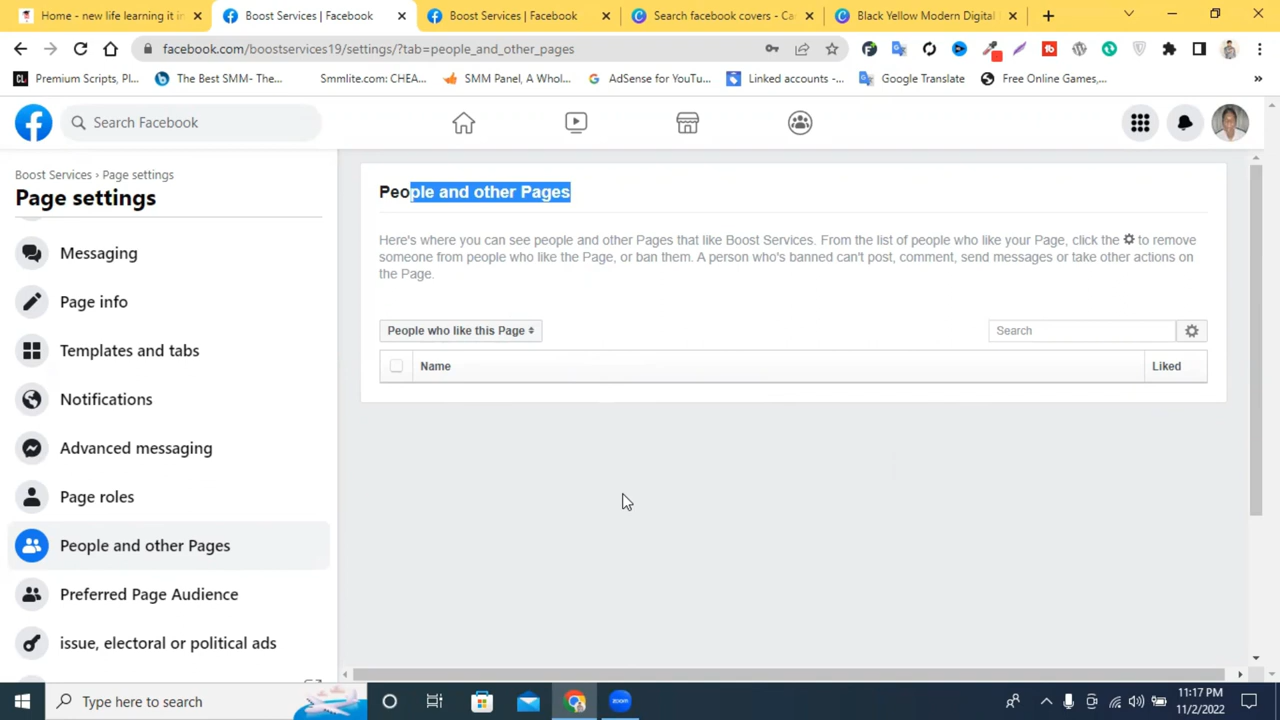 Home - new life learning it in
Boost Services | Facebook
Boost Services | Facebook
Search facebook covers - Ca
Black Yellow Modern Digital
facebook.com/boostservices19/settings/?tab=people_and_other_pages
Premium Scripts, Pl...
The Best SMM- The...
Smmlite.com: CHEA...
SMM Panel, A Whol...
AdSense for YouTu...
Linked accounts -...
Google Translate
Free Online Games,...
Search Facebook
Boost Services › Page settings
Page settings
Messaging
Page info
Templates and tabs
Notifications
Advanced messaging
Page roles
People and other Pages
Preferred Page Audience
issue, electoral or political ads
People and other Pages
Here's where you can see people and other Pages that like Boost Services. From the list of people who like your Page, click the to remove
someone from people who like the Page, or ban them. A person who's banned can't post, comment, send messages or take other actions on
the Page.
People who like this Page
Search
Name
Liked
Type here to search
zoom
11:17 PM
11/2/2022